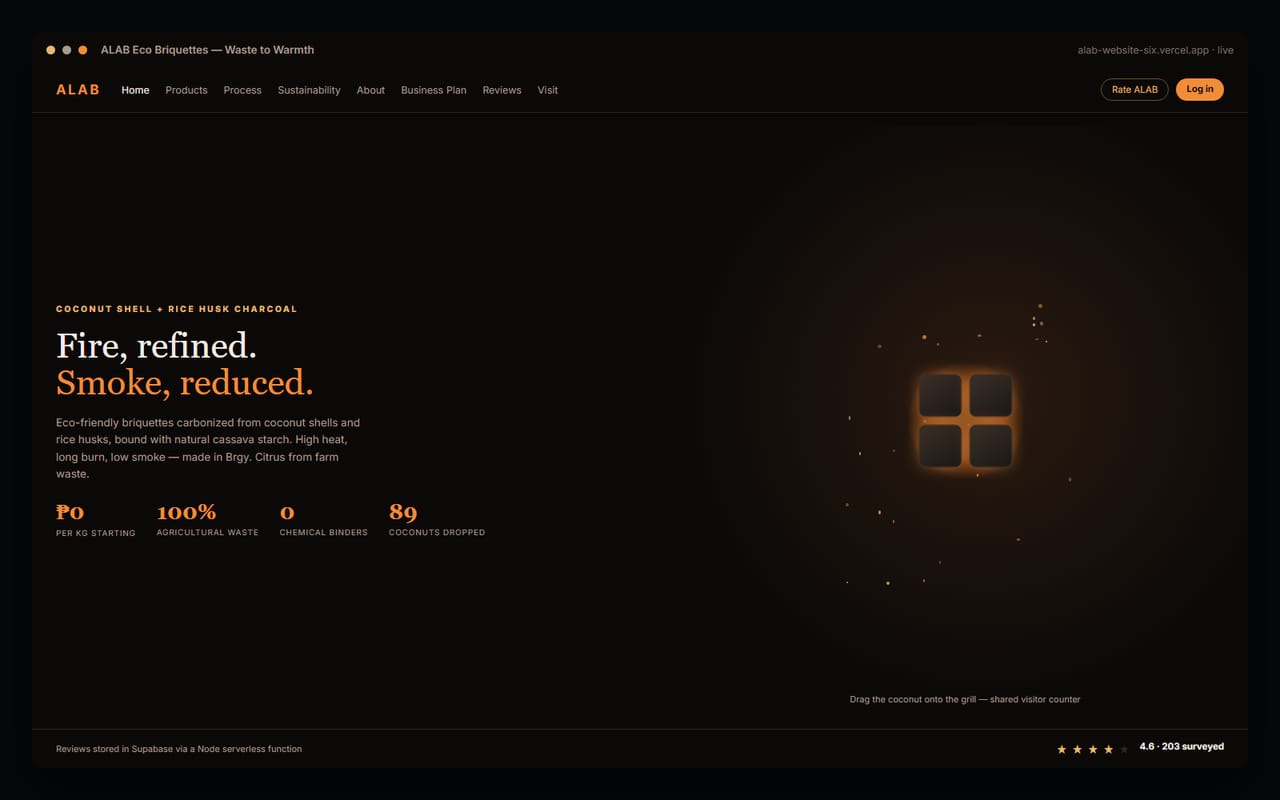 ALAB Eco Briquettes — Waste to Warmth
alab-website-six.vercel.app · live
ALAB Home Products Process Sustainability About Business Plan Reviews Visit
Rate ALAB Log in
COCONUT SHELL + RICE HUSK CHARCOAL
Fire, refined.
Smoke, reduced.
Eco-friendly briquettes carbonized from coconut shells and
rice husks, bound with natural cassava starch. High heat,
long burn, low smoke — made in Brgy. Citrus from farm
waste.
₱0 100% 0 89
PER KG STARTING AGRICULTURAL WASTE CHEMICAL BINDERS COCONUTS DROPPED
Drag the coconut onto the grill — shared visitor counter
Reviews stored in Supabase via a Node serverless function
★ ★ ★ ★ ★ 4.6 · 203 surveyed